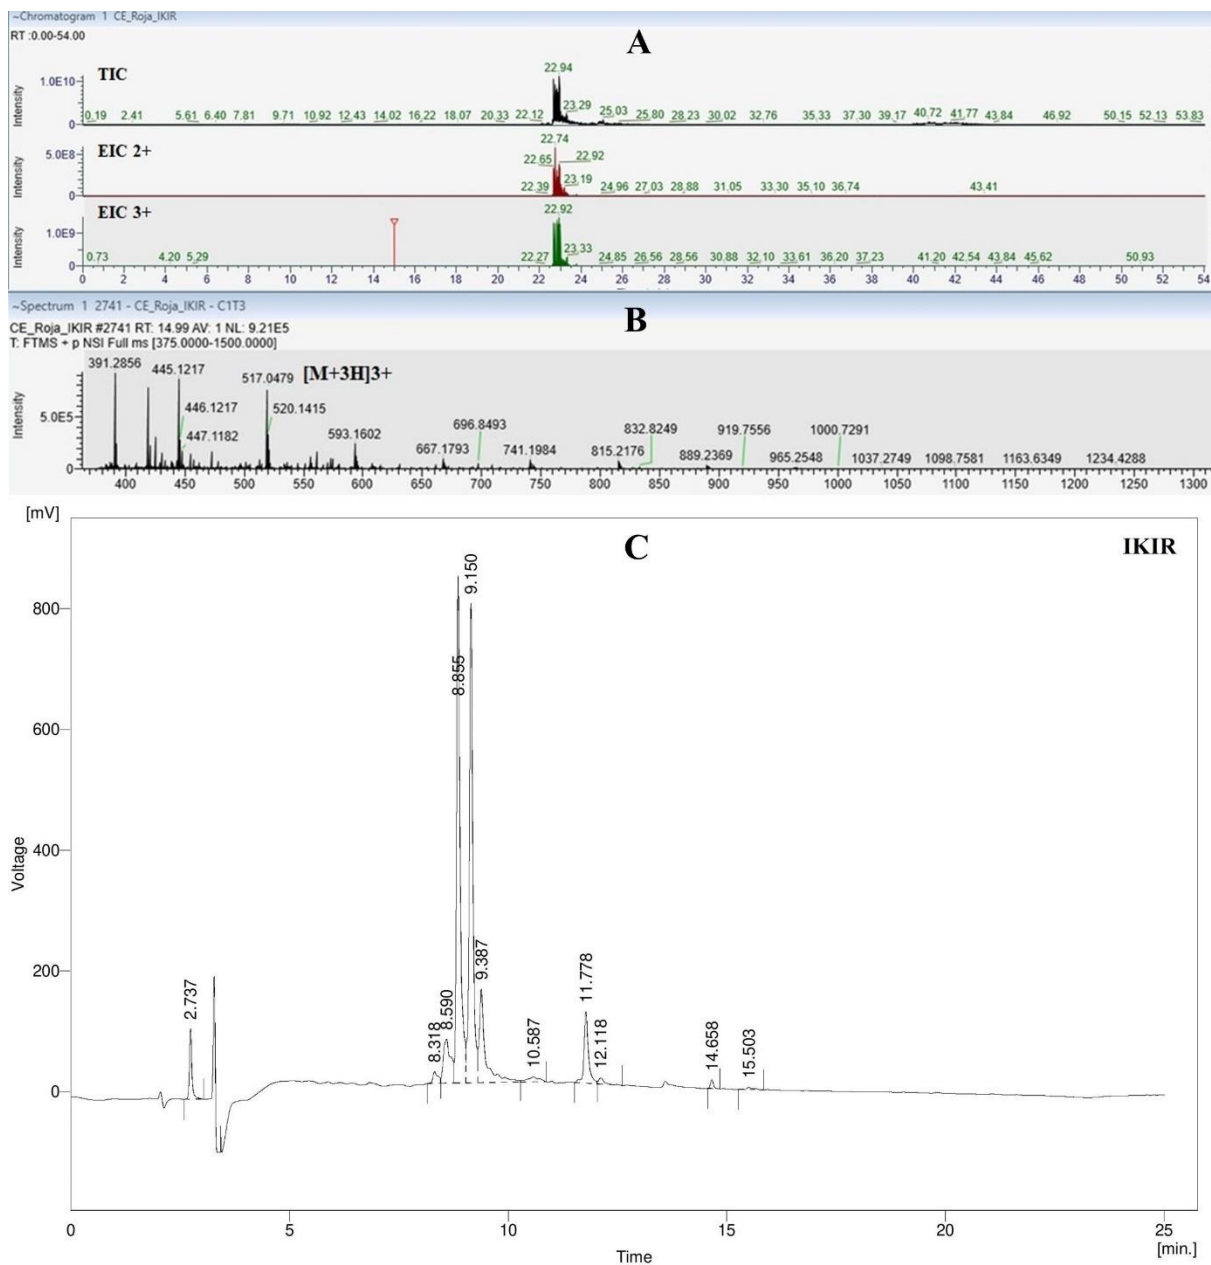 ~Chromatogram 1 CE_Roja_IKIR
RT :0.00-54.00
A
TIC
Intensity
1.0E10
0
22.94
23.29
0.19 2.41 5.61 6.40 7.81 9.71 10.92 12.43 14.02 16.22 18.07 20.33 22.12 25.03 25.80 28.23 30.02 32.76 35.33 37.30 39.17 40.72 41.77 43.84 46.92 50.15 52.13 53.83
EIC 2+
Intensity
5.0E8
0
22.74
22.65 22.92
23.19
22.39 24.96 27.03 28.88 31.05 33.30 35.10 36.74 43.41
EIC 3+
Intensity
1.0E9
0
22.92
23.33
0.73 4.20 5.29 22.27 24.85 26.56 28.56 30.88 32.10 33.61 36.20 37.23 41.20 42.54 43.84 45.62 50.93
0 2 4 6 8 10 12 14 16 18 20 22 24 26 28 30 32 34 36 38 40 42 44 46 48 50 52 54
~Spectrum 1 2741 - CE_Roja_IKIR - C1T3
B
CE_Roja_IKIR #2741 RT: 14.99 AV: 1 NL: 9.21E5
T: FTMS + p NSI Full ms [375.0000-1500.0000]
Intensity
5.0E5
0
391.2856
445.1217
517.0479 [M+3H]3+
446.1217 520.1415
447.1182
593.1602
696.8493
832.8249
919.7556
1000.7291
667.1793
741.1984
815.2176
889.2369
965.2548
1037.2749
1098.7581
1163.6349
1234.4288
400 450 500 550 600 650 700 750 800 850 900 950 1000 1050 1100 1150 1200 1250 1300
[mV]
C
IKIR
Voltage
800
600
400
200
0
2.737
8.318
8.590
8.855
9.150
9.387
10.587
11.778
12.118
14.658
15.503
0 5 10 15 20 25
Time
[min.]